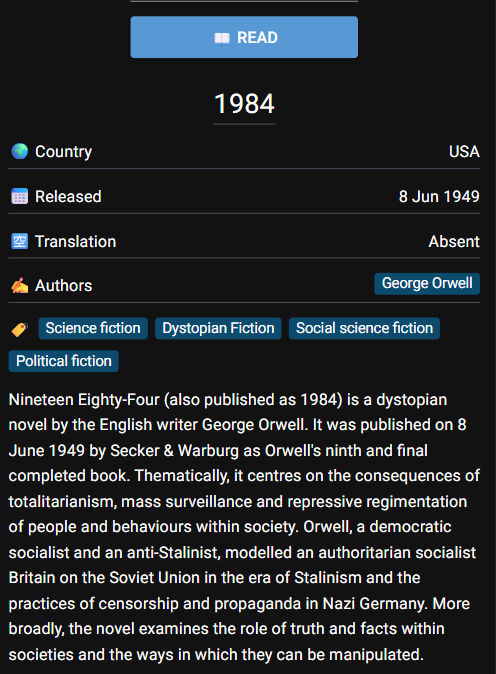 READ
1984
Country USA
Released 8 Jun 1949
Translation Absent
Authors George Orwell
Science fiction Dystopian Fiction Social science fiction
Political fiction
Nineteen Eighty-Four (also published as 1984) is a dystopian
novel by the English writer George Orwell. It was published on 8
June 1949 by Secker & Warburg as Orwell's ninth and final
completed book. Thematically, it centres on the consequences of
totalitarianism, mass surveillance and repressive regimentation
of people and behaviours within society. Orwell, a democratic
socialist and an anti-Stalinist, modelled an authoritarian socialist
Britain on the Soviet Union in the era of Stalinism and the
practices of censorship and propaganda in Nazi Germany. More
broadly, the novel examines the role of truth and facts within
societies and the ways in which they can be manipulated.